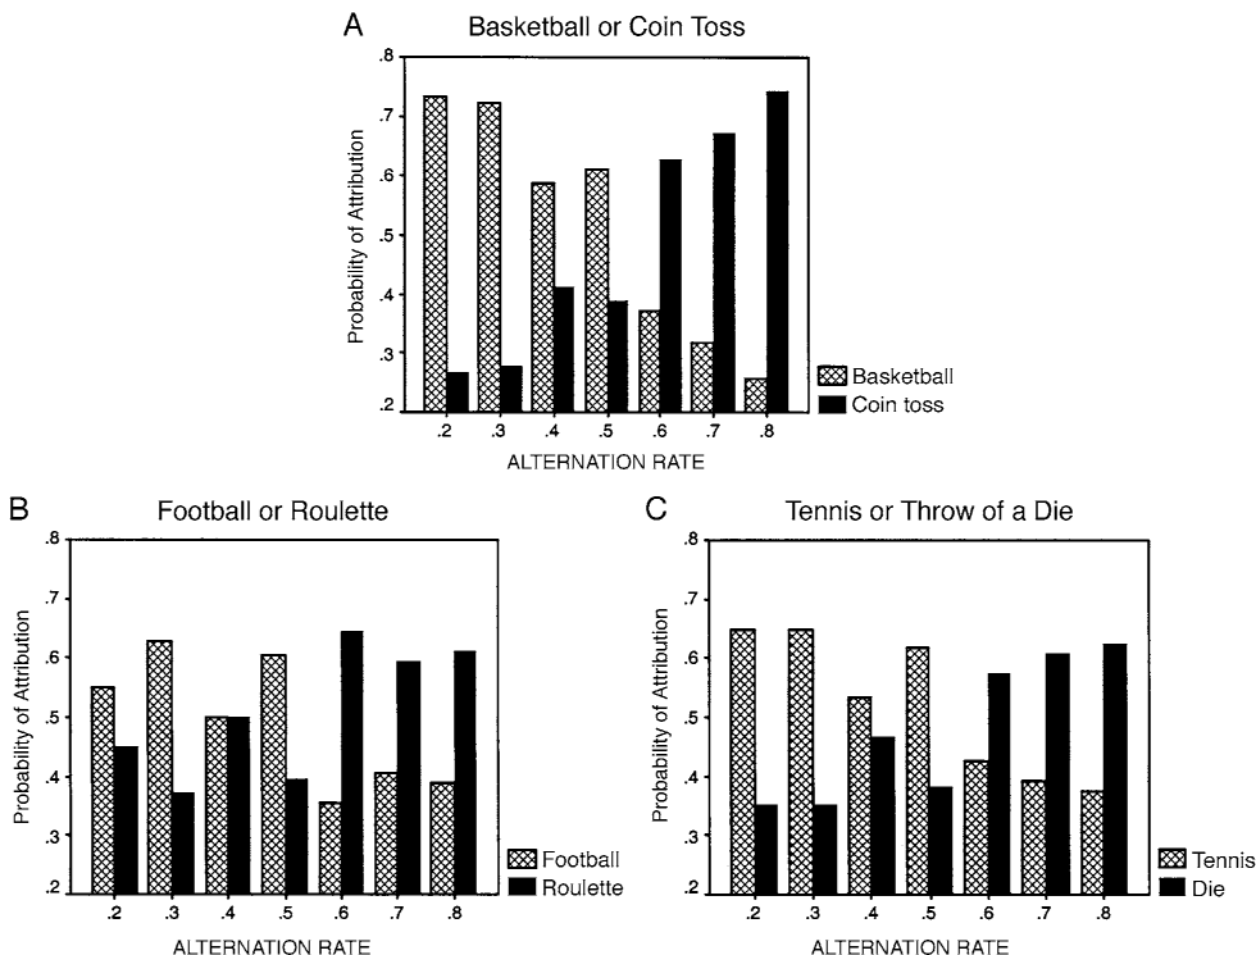 A
Basketball or Coin Toss
Probability of Attribution
.8
.7
.6
.5
.4
.3
.2
.2 .3 .4 .5 .6 .7 .8
ALTERNATION RATE
Basketball
Coin toss
B
Football or Roulette
Probability of Attribution
.8
.7
.6
.5
.4
.3
.2
.2 .3 .4 .5 .6 .7 .8
ALTERNATION RATE
Football
Roulette
C
Tennis or Throw of a Die
Probability of Attribution
.8
.7
.6
.5
.4
.3
.2
.2 .3 .4 .5 .6 .7 .8
ALTERNATION RATE
Tennis
Die